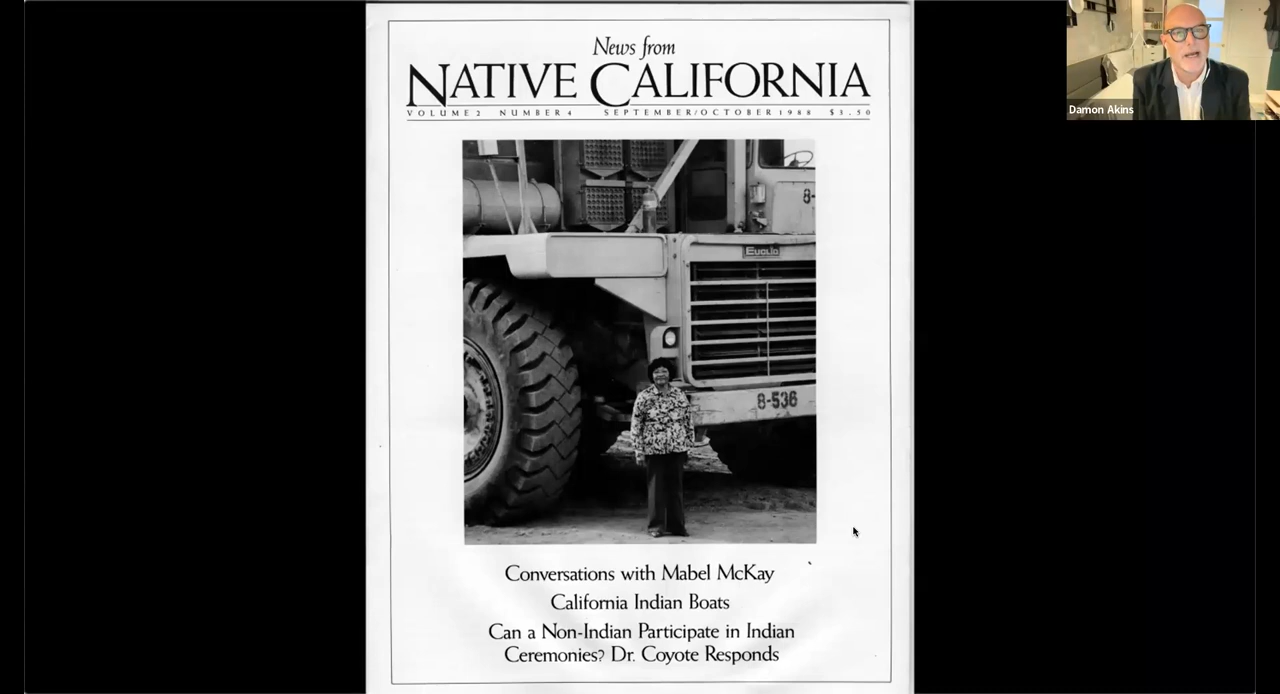 News from
NATIVE CALIFORNIA
VOLUME 2 NUMBER 4 SEPTEMBER/OCTOBER 1988 $3.50
8-
Euclid
8-536
Conversations with Mabel McKay
California Indian Boats
Can a Non-Indian Participate in Indian
Ceremonies? Dr. Coyote Responds
Damon Akins